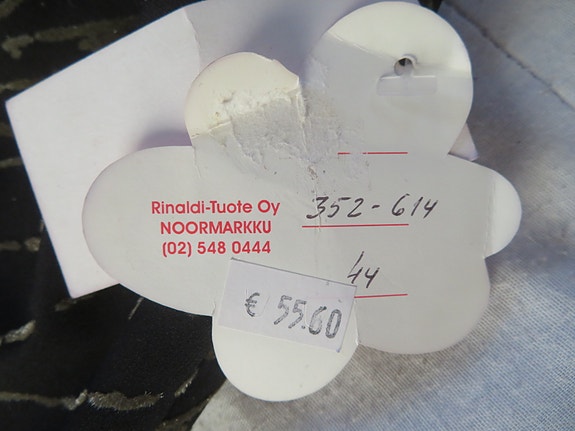 Rinaldi-Tuote Oy
NOORMARKKU
(02) 548 0444
352-614
44
€ 55.60